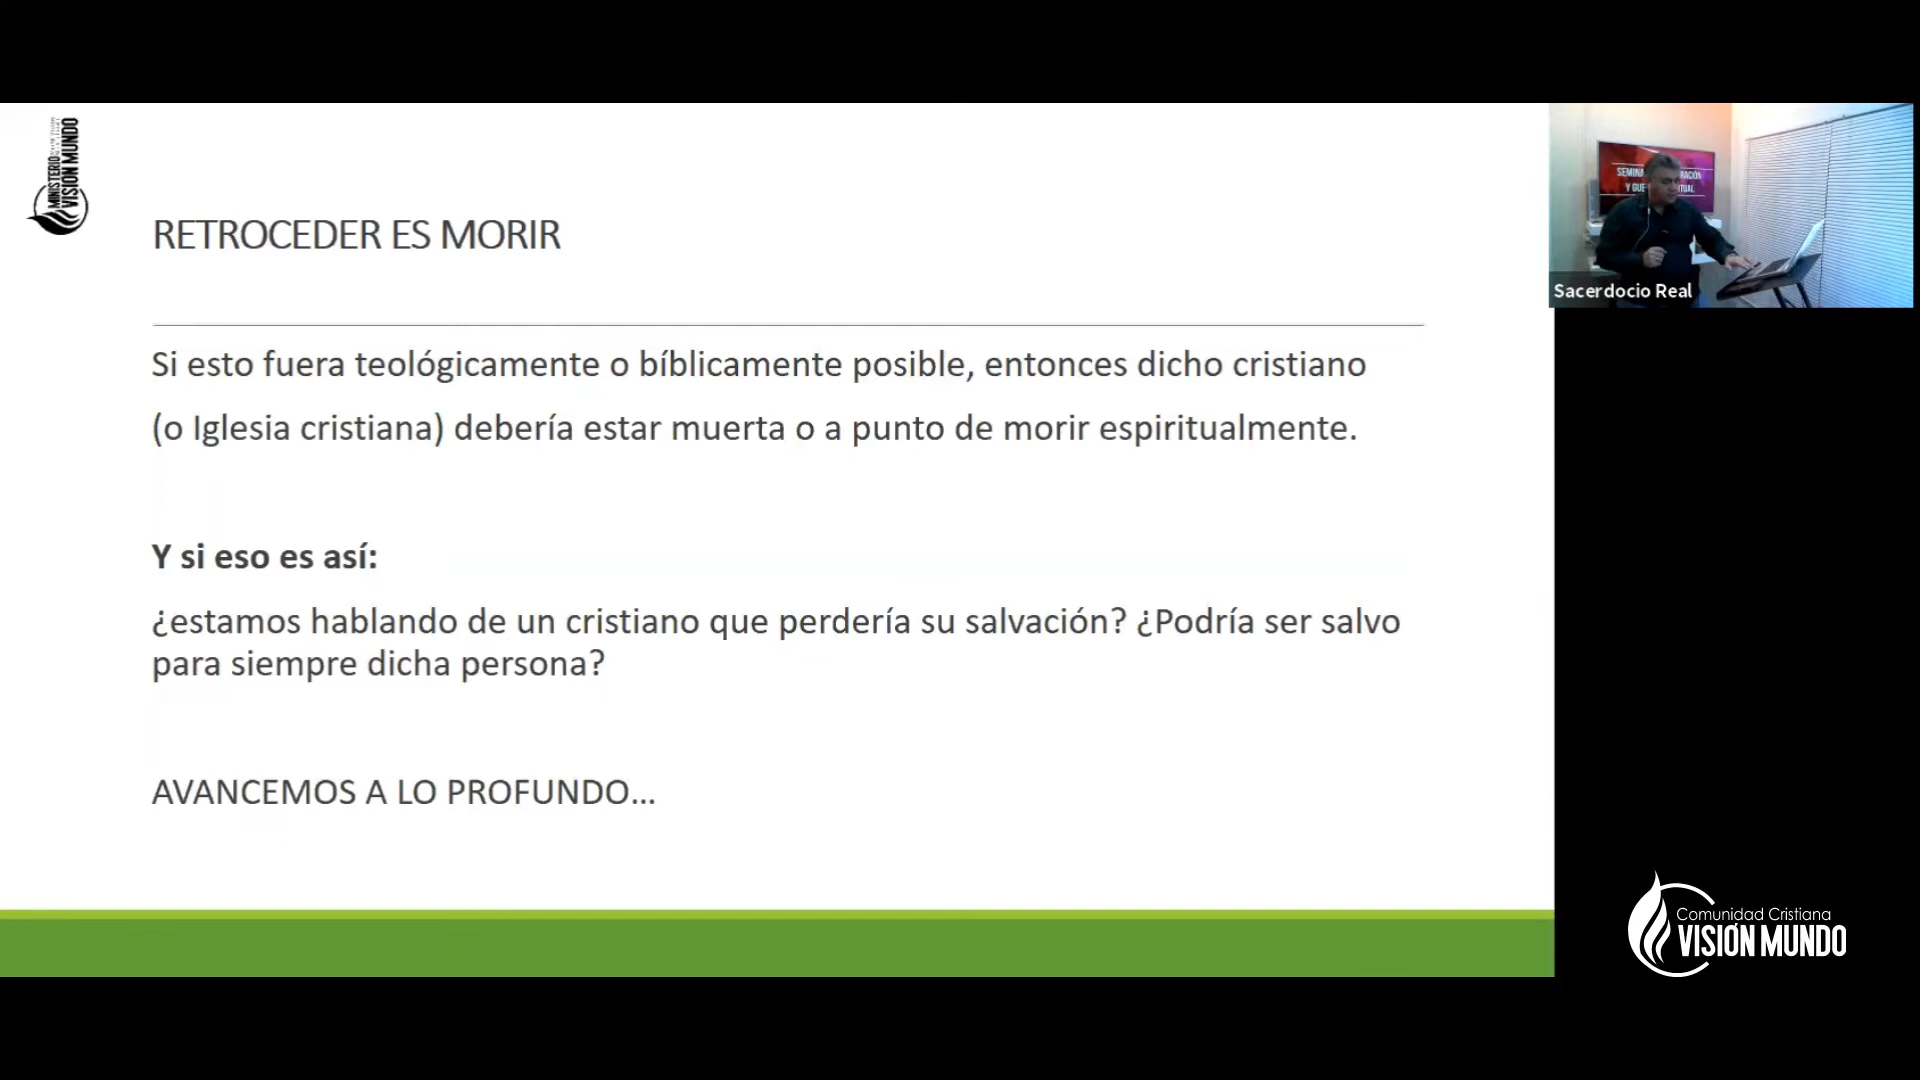 MINISTERIO
VISIÓN MUNDO
RETROCEDER ES MORIR
Si esto fuera teológicamente o bíblicamente posible, entonces dicho cristiano
(o Iglesia cristiana) debería estar muerta o a punto de morir espiritualmente.
Y si eso es así:
¿estamos hablando de un cristiano que perdería su salvación? ¿Podría ser salvo
para siempre dicha persona?
AVANCEMOS A LO PROFUNDO...
Sacerdocio Real
Comunidad Cristiana
VISIÓN MUNDO